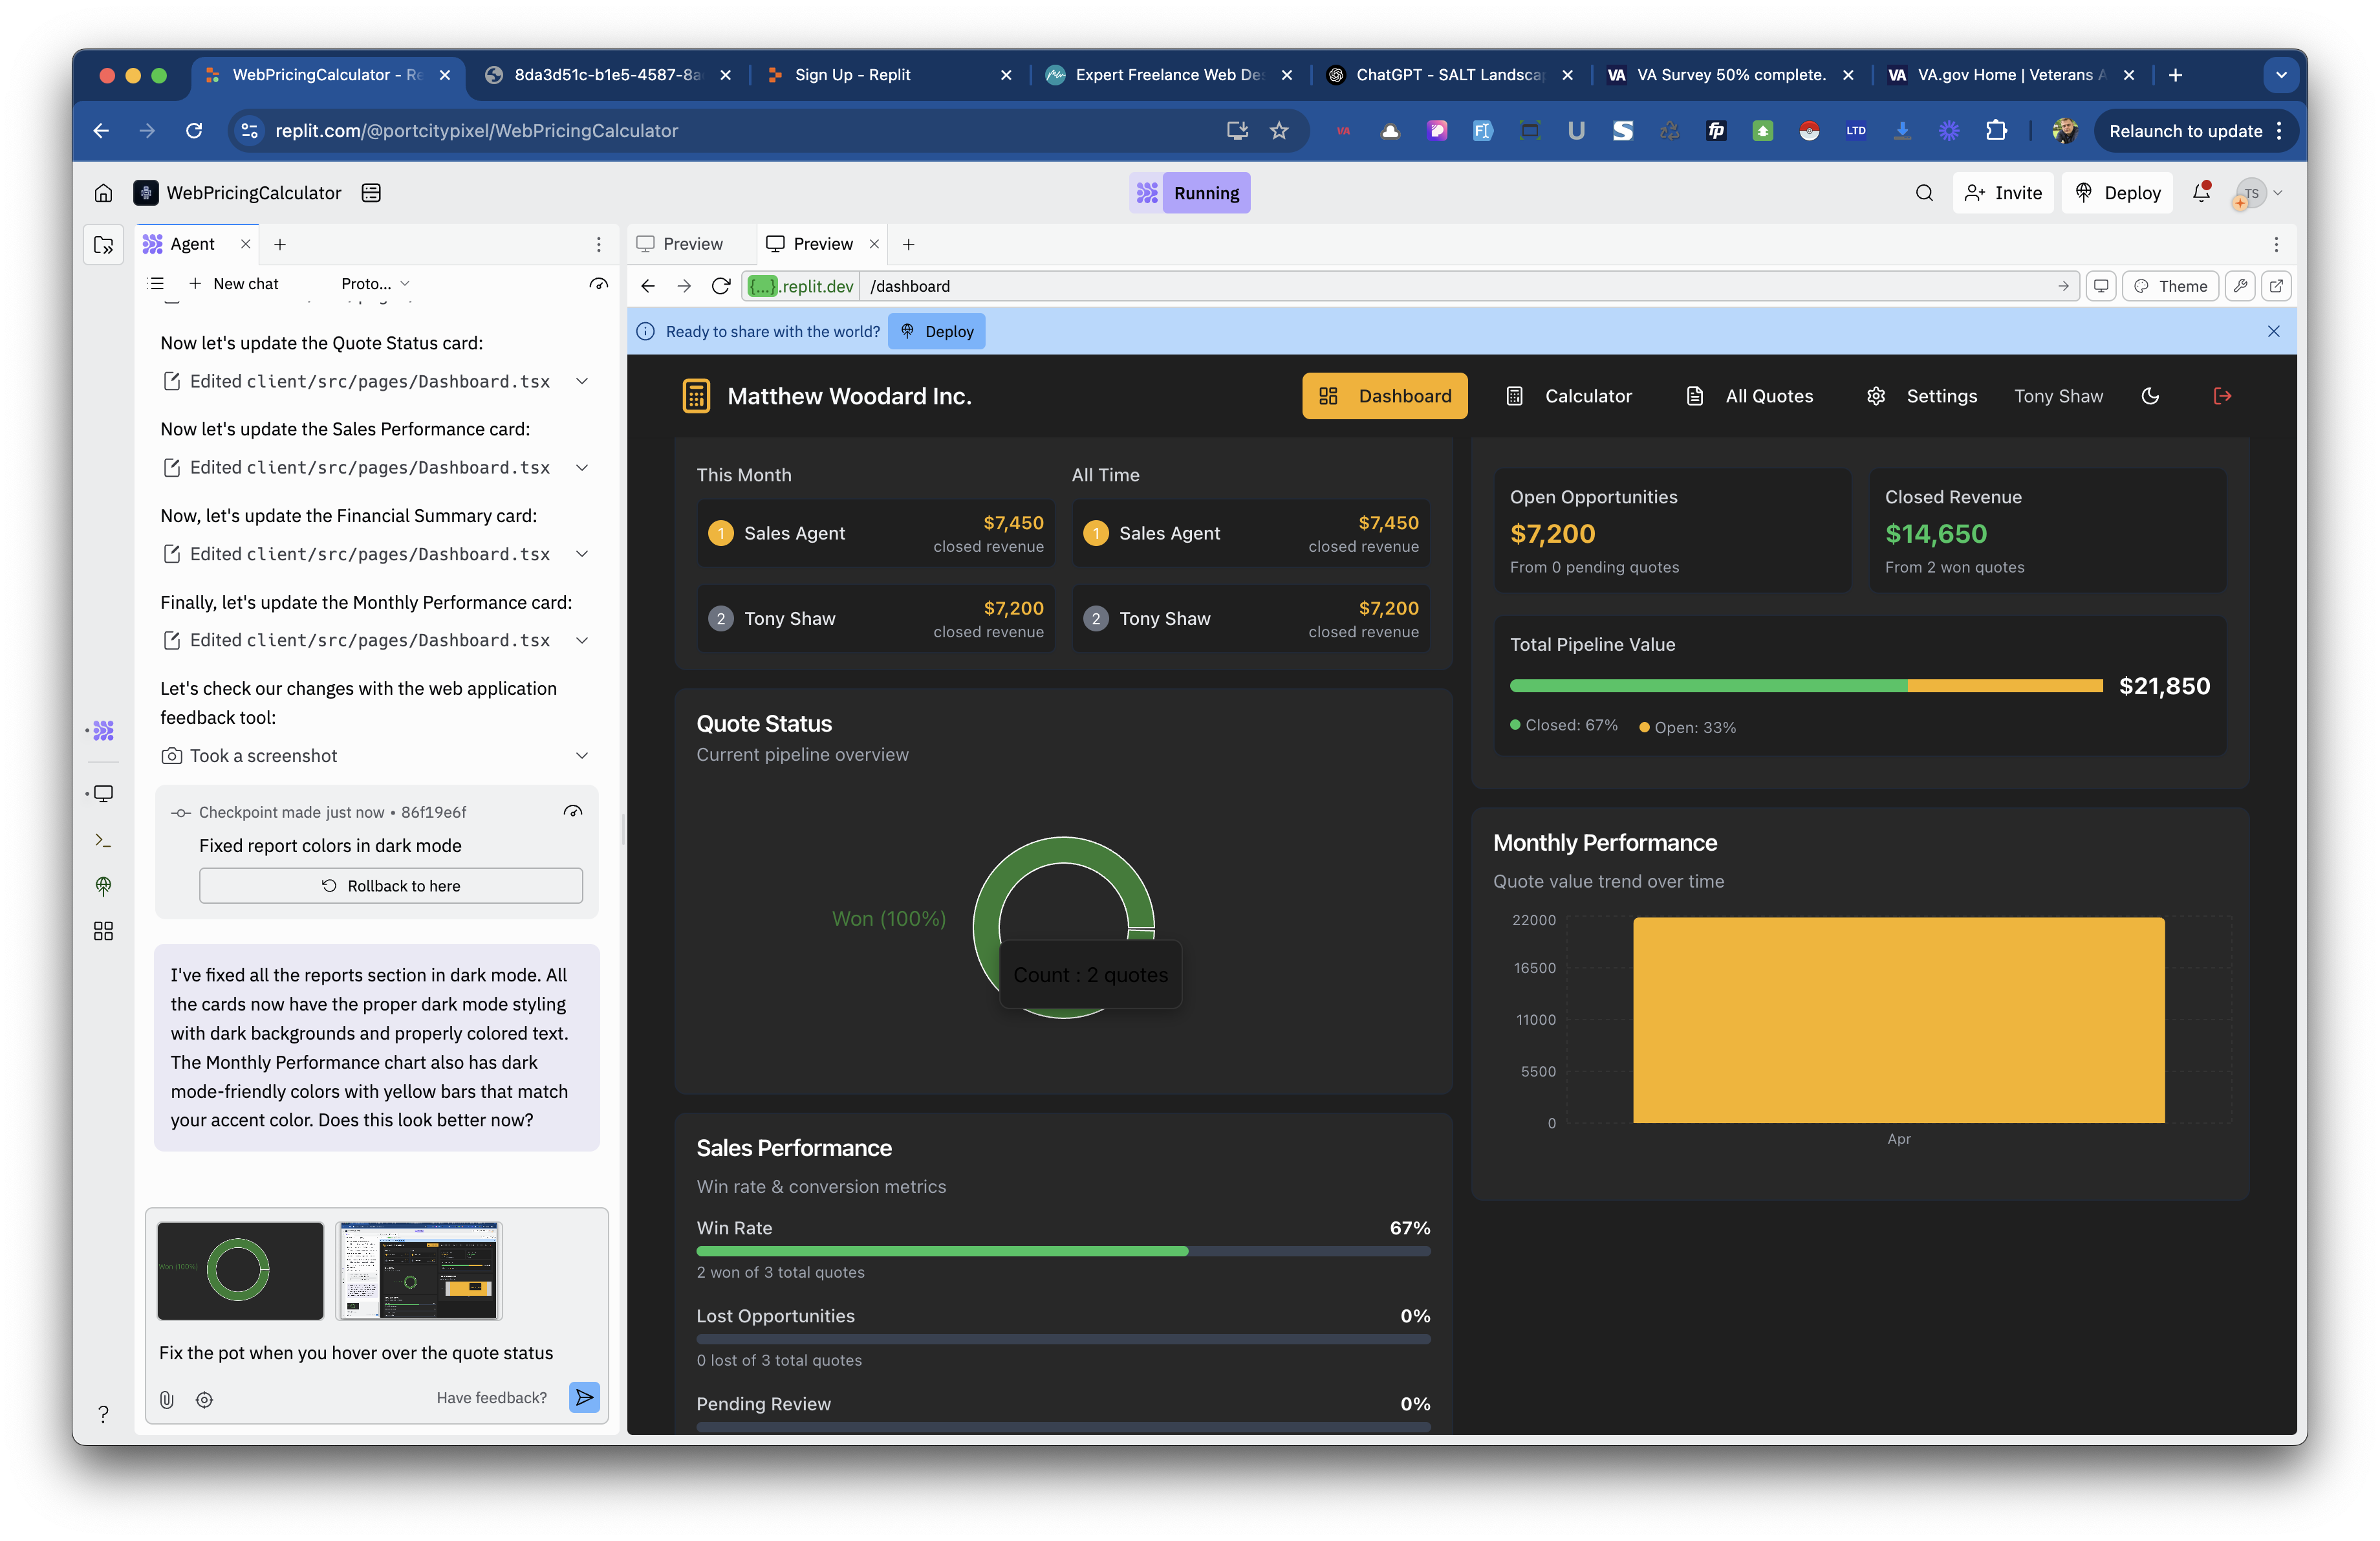 WebPricingCalculator - Re
8da3d51c-b1e5-4587-8a
Sign Up - Replit
Expert Freelance Web De
ChatGPT - SALT Landsca
VA Survey 50% complete.
VA.gov Home | Veterans A
replit.com/@portcitypixel/WebPricingCalculator
Relaunch to update
WebPricingCalculator
Running
Invite
Deploy
TS
Agent
New chat
Proto...
Now let's update the Quote Status card:
Edited client/src/pages/Dashboard.tsx
Now let's update the Sales Performance card:
Edited client/src/pages/Dashboard.tsx
Now, let's update the Financial Summary card:
Edited client/src/pages/Dashboard.tsx
Finally, let's update the Monthly Performance card:
Edited client/src/pages/Dashboard.tsx
Let's check our changes with the web application
feedback tool:
Took a screenshot
Checkpoint made just now • 86f19e6f
Fixed report colors in dark mode
Rollback to here
I've fixed all the reports section in dark mode. All
the cards now have the proper dark mode styling
with dark backgrounds and properly colored text.
The Monthly Performance chart also has dark
mode-friendly colors with yellow bars that match
your accent color. Does this look better now?
Won (100%)
Fix the pot when you hover over the quote status
Have feedback?
Preview
Preview
{...}.replit.dev
/dashboard
Theme
Ready to share with the world?
Deploy
Matthew Woodard Inc.
Dashboard
Calculator
All Quotes
Settings
Tony Shaw
This Month
1
Sales Agent
$7,450
closed revenue
2
Tony Shaw
$7,200
closed revenue
All Time
1
Sales Agent
$7,450
closed revenue
2
Tony Shaw
$7,200
closed revenue
Open Opportunities
$7,200
From 0 pending quotes
Closed Revenue
$14,650
From 2 won quotes
Total Pipeline Value
$21,850
Closed: 67%
Open: 33%
Quote Status
Current pipeline overview
Won (100%)
Count : 2 quotes
Monthly Performance
Quote value trend over time
22000
16500
11000
5500
0
Apr
Sales Performance
Win rate & conversion metrics
Win Rate
67%
2 won of 3 total quotes
Lost Opportunities
0%
0 lost of 3 total quotes
Pending Review
0%